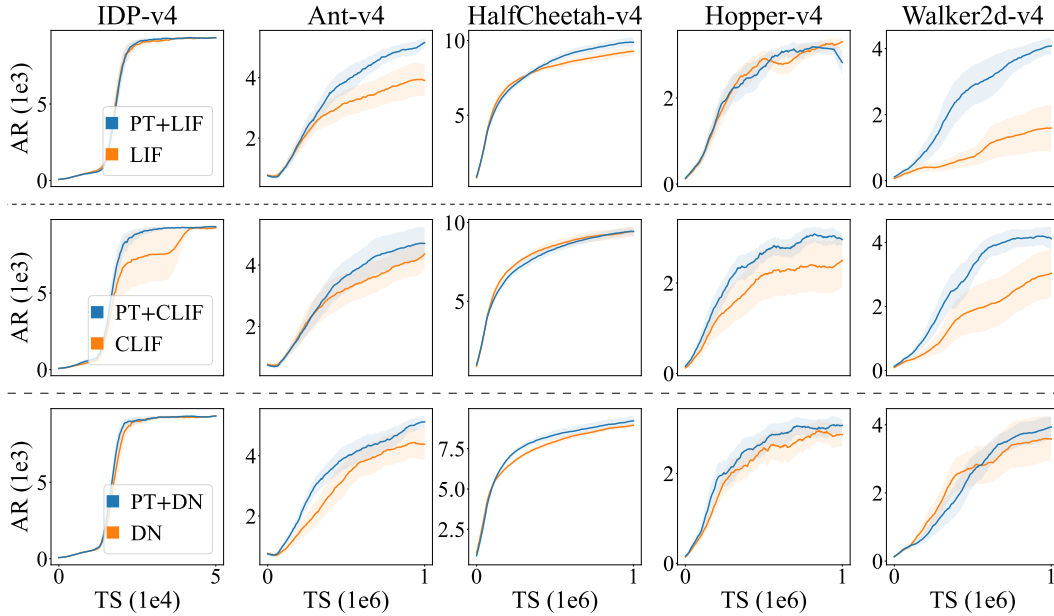 IDP-v4 Ant-v4 HalfCheetah-v4 Hopper-v4 Walker2d-v4
AR (1e3)
9
0
PT+LIF
LIF
4
2
10
5
2
0
4
2
0
AR (1e3)
9
0
PT+CLIF
CLIF
4
2
10
5
2
0
4
2
0
AR (1e3)
9
0
PT+DN
DN
4
2
7.5
5.0
2.5
2
0
4
2
0
0 5 0 1 0 1 0 1 0 1
TS (1e4) TS (1e6) TS (1e6) TS (1e6) TS (1e6)